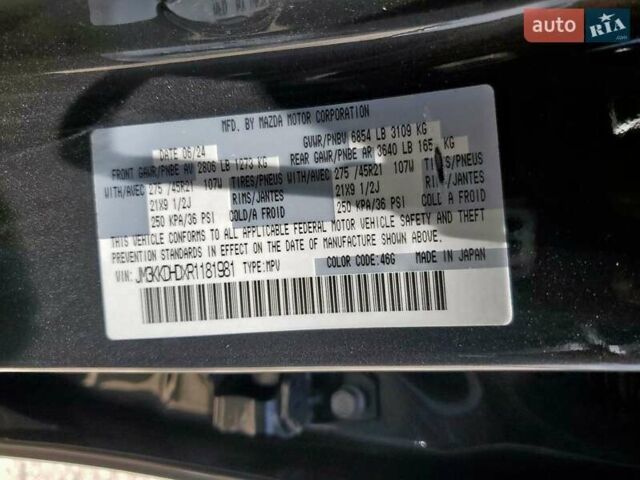 auto RIA
.com
MFD. BY MAZDA MOTOR CORPORATION
DATE 06/24 GVWR/PNBV 6854 LB 3109 KG
FRONT GAWR/PNBE AV 2806 LB 1273 KG REAR GAWR/PNBE AR 3640 LB 165 KG
WITH/AVEC 275 /45R21 107W TIRES/PNEUS WITH/AVEC 275 /45R21 107W TIRES/PNEUS
21X9 1/2J RIMS/JANTES 21X9 1/2J RIMS/JANTES
250 KPA/36 PSI COLD/A FROID 250 KPA/36 PSI COLD/A FROID
THIS VEHICLE CONFORMS TO ALL APPLICABLE FEDERAL MOTOR VEHICLE SAFETY AND THEFT
PREVENTION STANDARDS IN EFFECT ON THE DATE OF MANUFACTURE SHOWN ABOVE.
VIN: JM3KKDHDXR1181981 TYPE:MPV COLOR CODE:46G MADE IN JAPAN